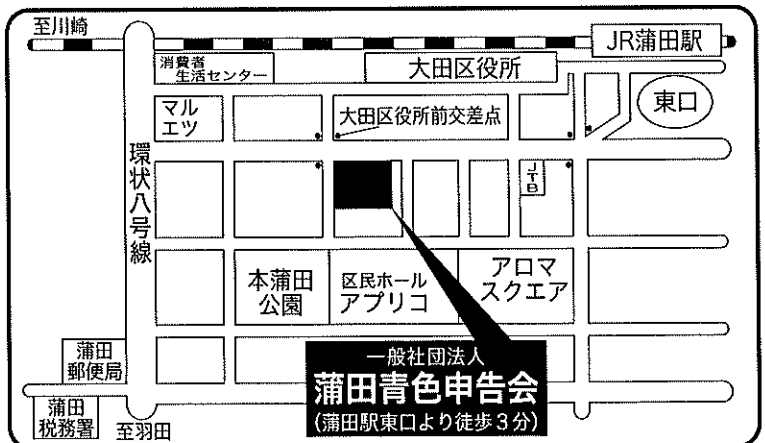 至川崎
JR蒲田駅
消費者
生活センター
大田区役所
東口
マル
エツ
大田区役所前交差点
環状八号線
JTB
本蒲田
公園
区民ホール
アプリコ
アロマ
スクエア
蒲田
郵便局
一般社団法人
蒲田青色申告会
(蒲田駅東口より徒歩3分)
蒲田
税務署
至羽田